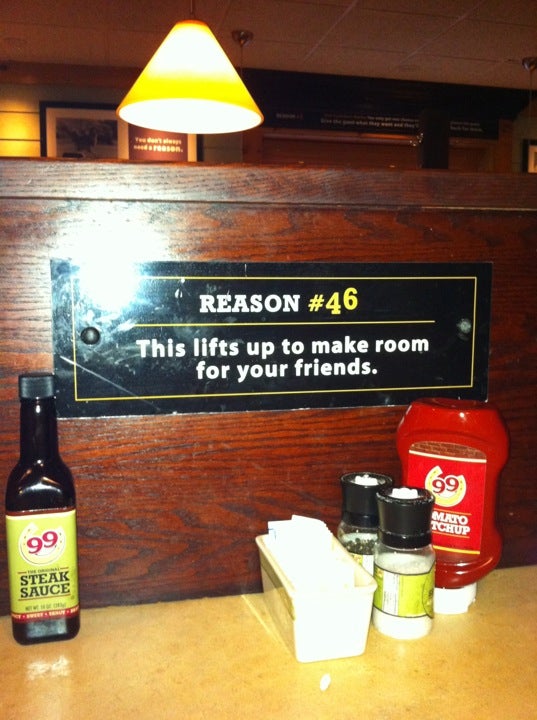 You don't always
need a reason.
REASON #46
This lifts up to make room
for your friends.
99
THE ORIGINAL
STEAK
SAUCE
99
MATO
TCHUP